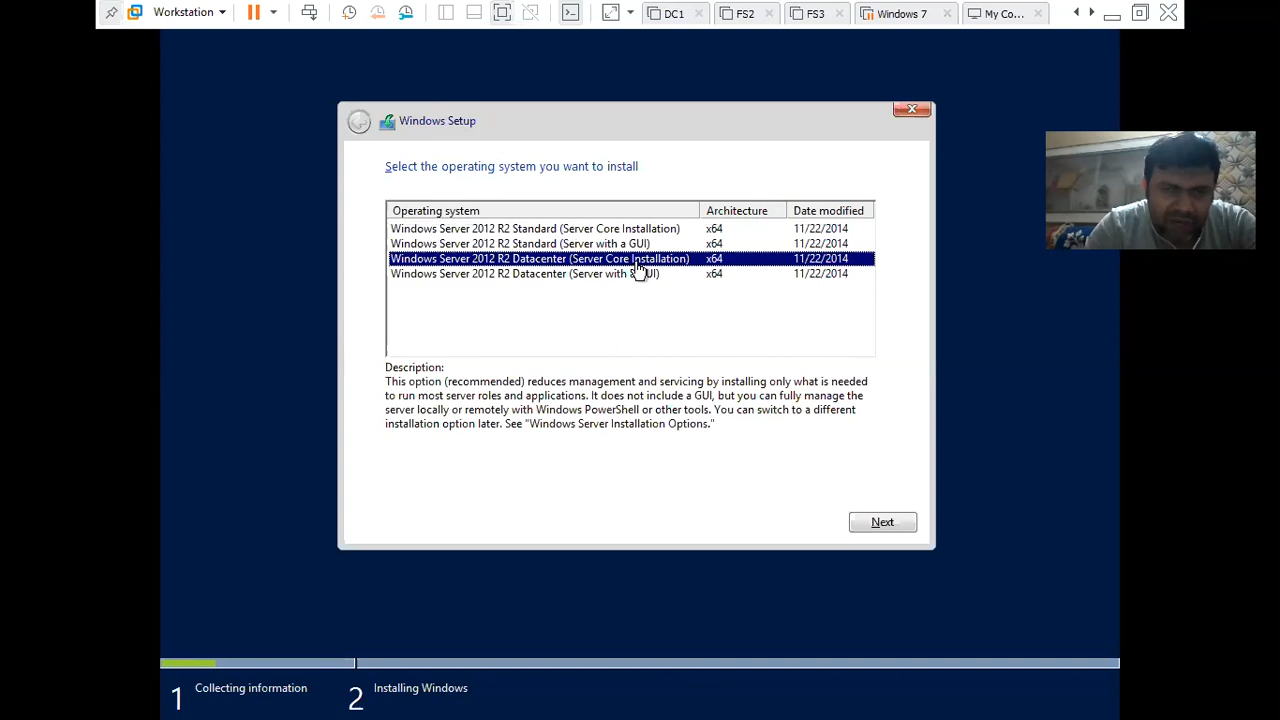 Workstation DC1 FS2 FS3 Windows 7 My Co...
Windows Setup
Select the operating system you want to install
Operating system Architecture Date modified
Windows Server 2012 R2 Standard (Server Core Installation) x64 11/22/2014
Windows Server 2012 R2 Standard (Server with a GUI) x64 11/22/2014
Windows Server 2012 R2 Datacenter (Server Core Installation) x64 11/22/2014
Windows Server 2012 R2 Datacenter (Server with a GUI) x64 11/22/2014
Description:
This option (recommended) reduces management and servicing by installing only what is needed
to run most server roles and applications. It does not include a GUI, but you can fully manage the
server locally or remotely with Windows PowerShell or other tools. You can switch to a different
installation option later. See "Windows Server Installation Options."
Next
1 Collecting information 2 Installing Windows